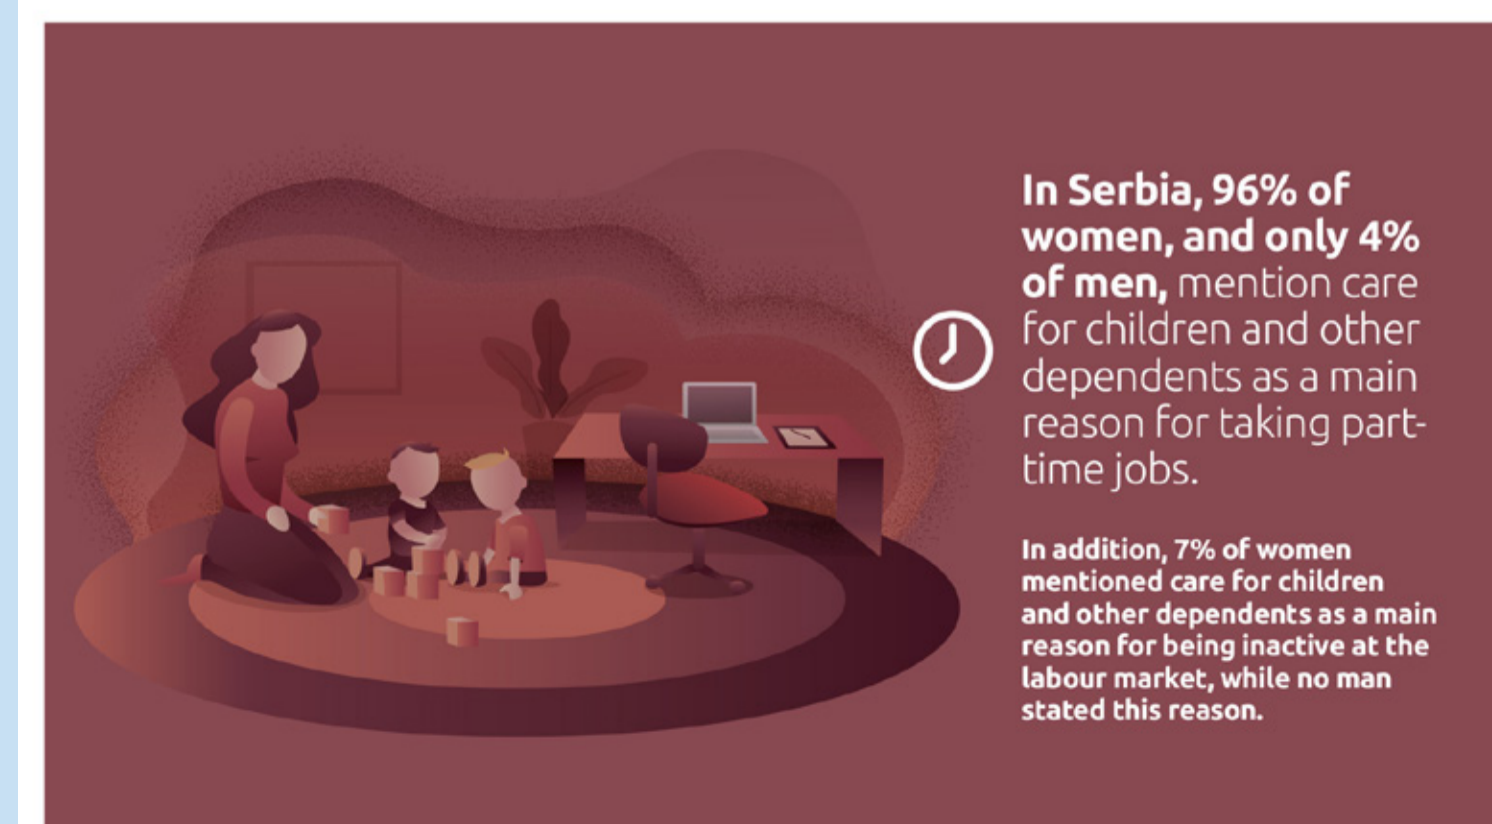 In Serbia, 96% of
women, and only 4%
of men, mention care
for children and other
dependents as a main
reason for taking part-
time jobs.
In addition, 7% of women
mentioned care for children
and other dependents as a main
reason for being inactive at the
labour market, while no man
stated this reason.